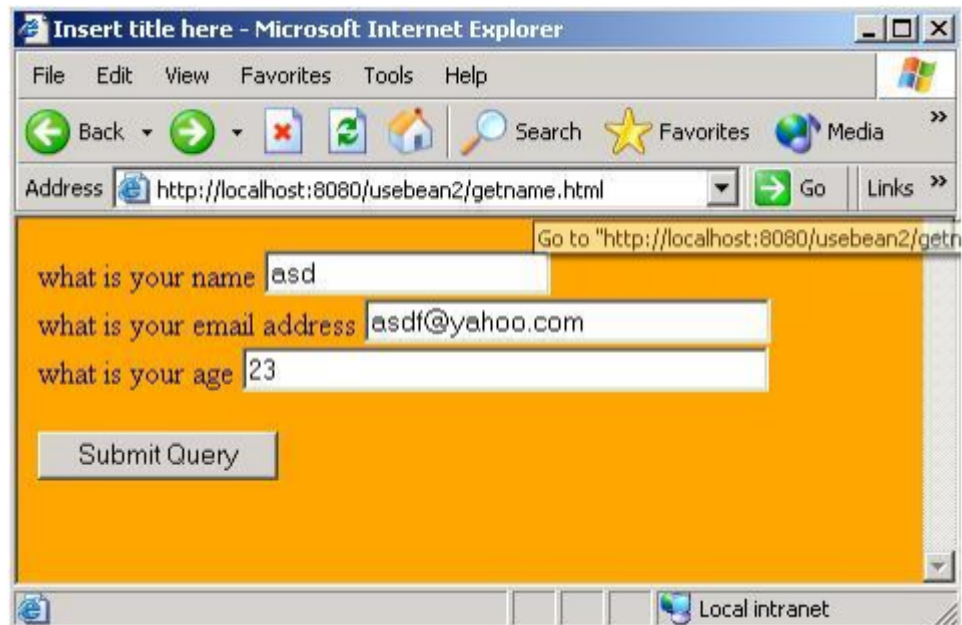 Insert title here - Microsoft Internet Explorer
File Edit View Favorites Tools Help
Back Search Favorites Media »
Address http://localhost:8080/usebean2/getname.html Go Links »
Go to "http://localhost:8080/usebean2/getn
what is your name asd
what is your email address asdf@yahoo.com
what is your age 23
Submit Query
Local intranet